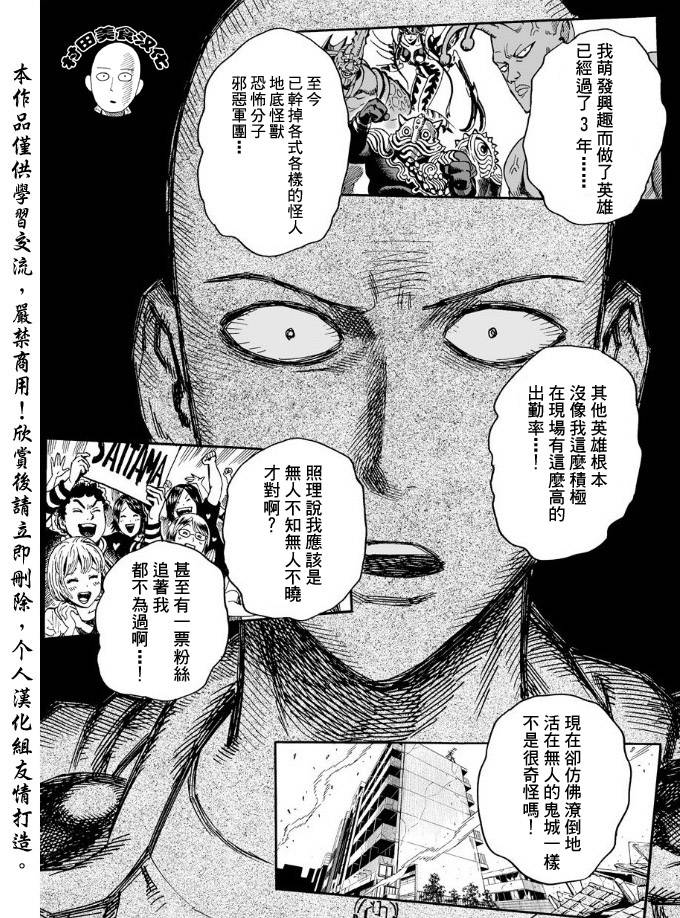 村田美食汉化
我萌發興趣而做了英雄
已經過了3年……
至今
已幹掉各式各樣的怪人
地底怪獸
恐怖分子
邪惡軍團…
其他英雄根本
沒像我這麼積極
在現場有這麼高的
出勤率…！
SAITAMA
照理說我應該是
無人不知無人不曉
才對啊？
甚至有一票粉絲
追著我
都不為過啊…！
現在卻仿佛潦倒地
活在無人的鬼城一樣
不是很奇怪嗎！
本作品僅供學習交流，嚴禁商用！欣賞後請立即刪除，个人漢化組友情打造。